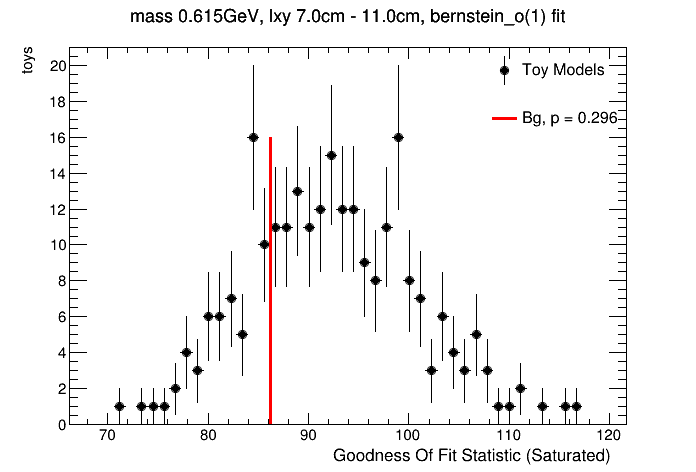 mass 0.615GeV, lxy 7.0cm - 11.0cm, bernstein_o(1) fit
toys
Toy Models
Bg, p = 0.296
20
18
16
14
12
10
8
6
4
2
0
70 80 90 100 110 120
Goodness Of Fit Statistic (Saturated)